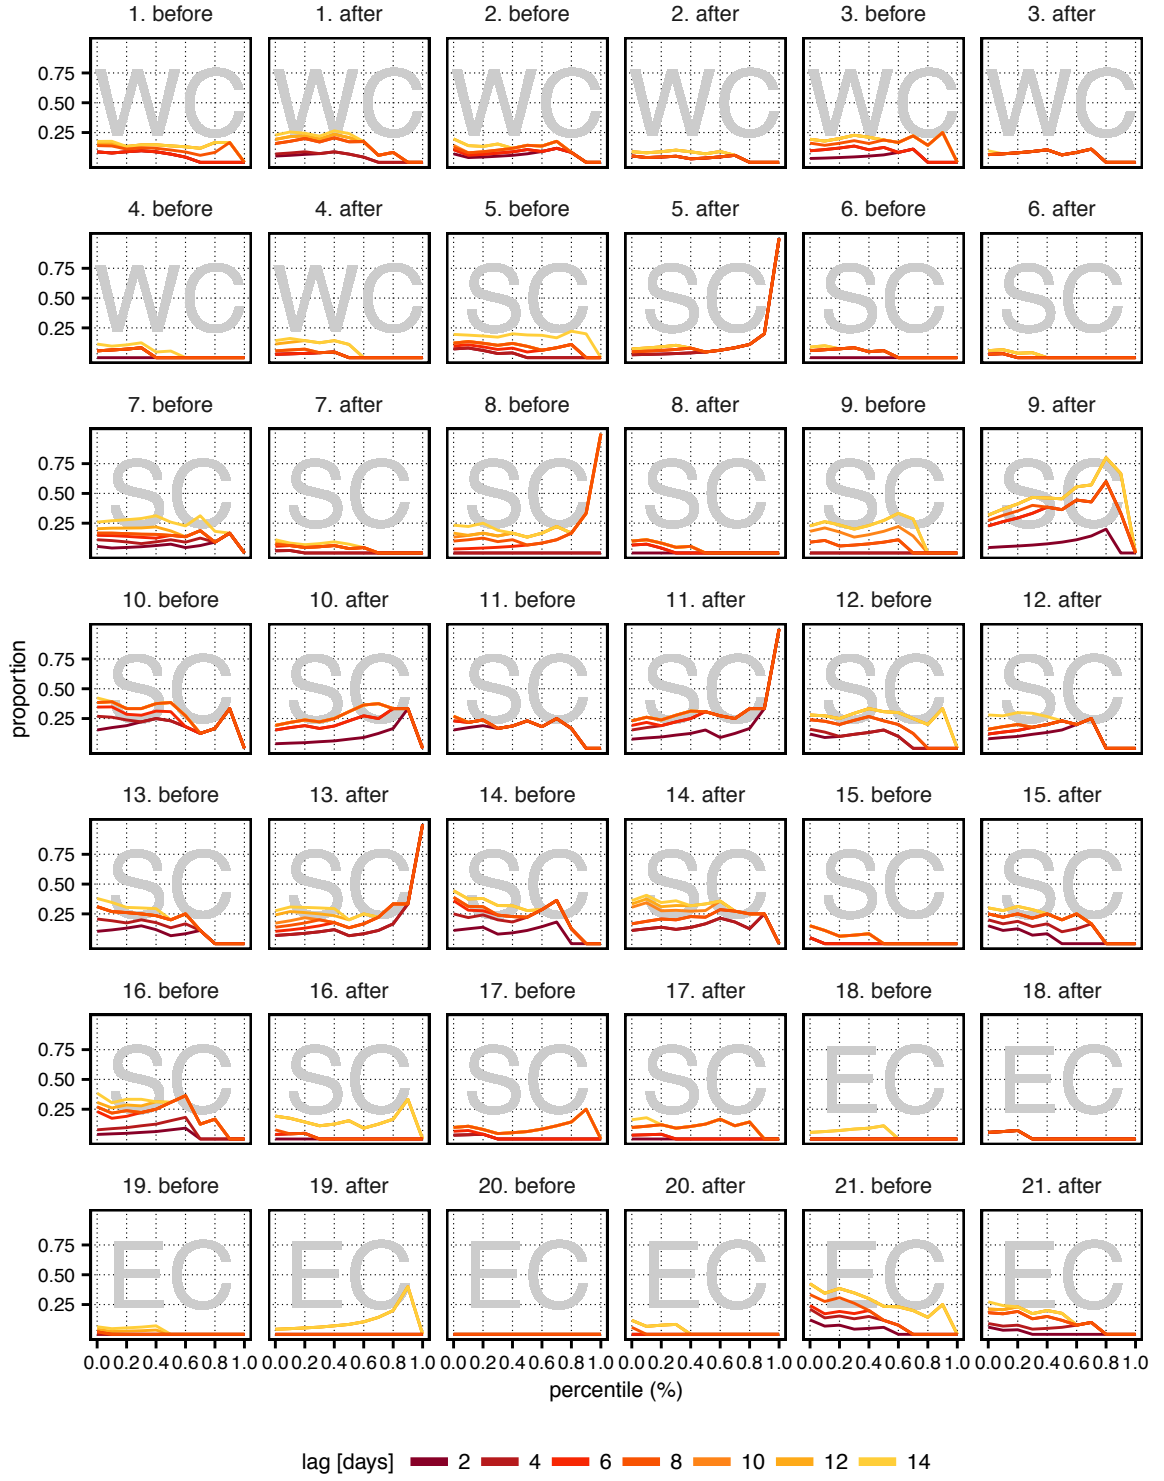 1. before 1. after 2. before 2. after 3. before 3. after
0.75 WC WC WC WC WC WC
0.50
0.25
4. before 4. after 5. before 5. after 6. before 6. after
0.75 WC WC SC SC SC SC
0.50
0.25
7. before 7. after 8. before 8. after 9. before 9. after
0.75 SC SC SC SC SC SC
0.50
0.25
10. before 10. after 11. before 11. after 12. before 12. after
proportion
0.75 SC SC SC SC SC SC
0.50
0.25
13. before 13. after 14. before 14. after 15. before 15. after
0.75 SC SC SC SC SC SC
0.50
0.25
16. before 16. after 17. before 17. after 18. before 18. after
0.75 SC SC SC SC EC EC
0.50
0.25
19. before 19. after 20. before 20. after 21. before 21. after
0.75 EC EC EC EC EC EC
0.50
0.25
0.0 0.2 0.4 0.6 0.8 1.0 0.0 0.2 0.4 0.6 0.8 1.0 0.0 0.2 0.4 0.6 0.8 1.0 0.0 0.2 0.4 0.6 0.8 1.0 0.0 0.2 0.4 0.6 0.8 1.0 0.0 0.2 0.4 0.6 0.8 1.0
percentile (%)
lag [days] 2 4 6 8 10 12 14